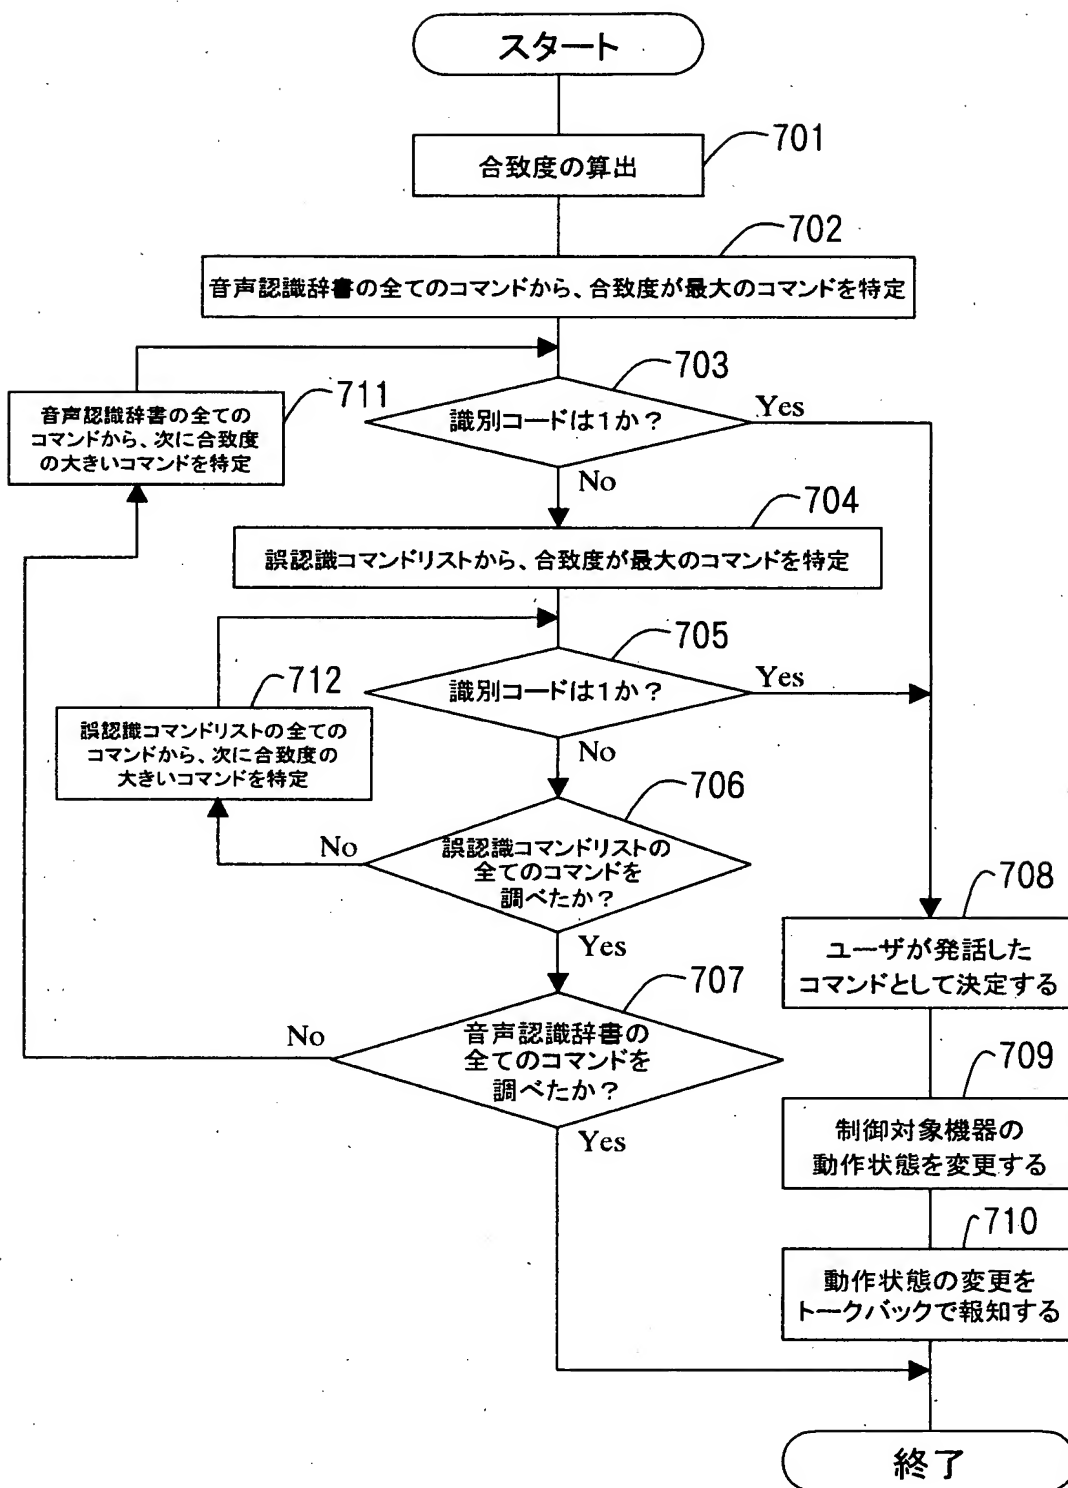 スタート
701
合致度の算出
702
音声認識辞書の全てのコマンドから、合致度が最大のコマンドを特定
703
711
識別コードは1か?
Yes
音声認識辞書の全ての
コマンドから、次に合致度
の大きいコマンドを特定
No
704
誤認識コマンドリストから、合致度が最大のコマンドを特定
705
712
識別コードは1か?
Yes
誤認識コマンドリストの全ての
コマンドから、次に合致度の
大きいコマンドを特定
No
706
No
誤認識コマンドリストの
全てのコマンドを
調べたか?
Yes
708
ユーザが発話した
コマンドとして決定する
707
No
音声認識辞書の
全てのコマンドを
調べたか?
Yes
709
制御対象機器の
動作状態を変更する
710
動作状態の変更を
トークバックで報知する
終了